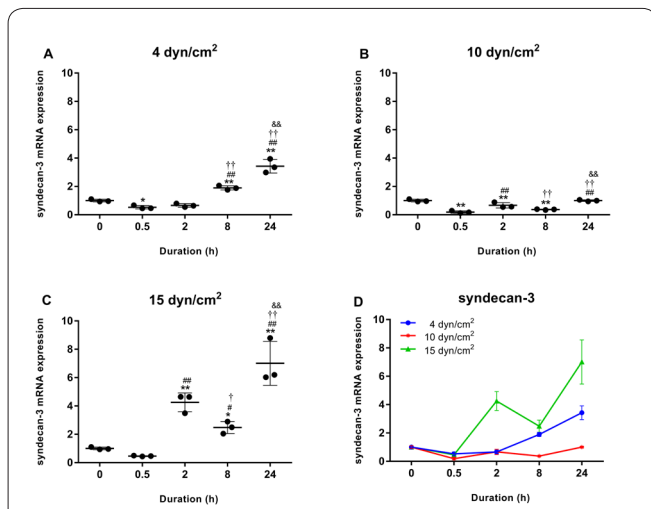 A
4 dyn/cm²
syndecan-3 mRNA expression
10
8
6
4
2
0
*
††
##
**
&&
††
##
**
0 0.5 2 8 24
Duration (h)
B
10 dyn/cm²
syndecan-3 mRNA expression
10
8
6
4
2
0
**
##
**
††
**
&&
††
##
0 0.5 2 8 24
Duration (h)
C
15 dyn/cm²
syndecan-3 mRNA expression
10
8
6
4
2
0
##
**
†
#
*
&&
††
##
**
0 0.5 2 8 24
Duration (h)
D
syndecan-3
syndecan-3 mRNA expression
10
8
6
4
2
0
4 dyn/cm²
10 dyn/cm²
15 dyn/cm²
0 0.5 2 8 24
Duration (h)